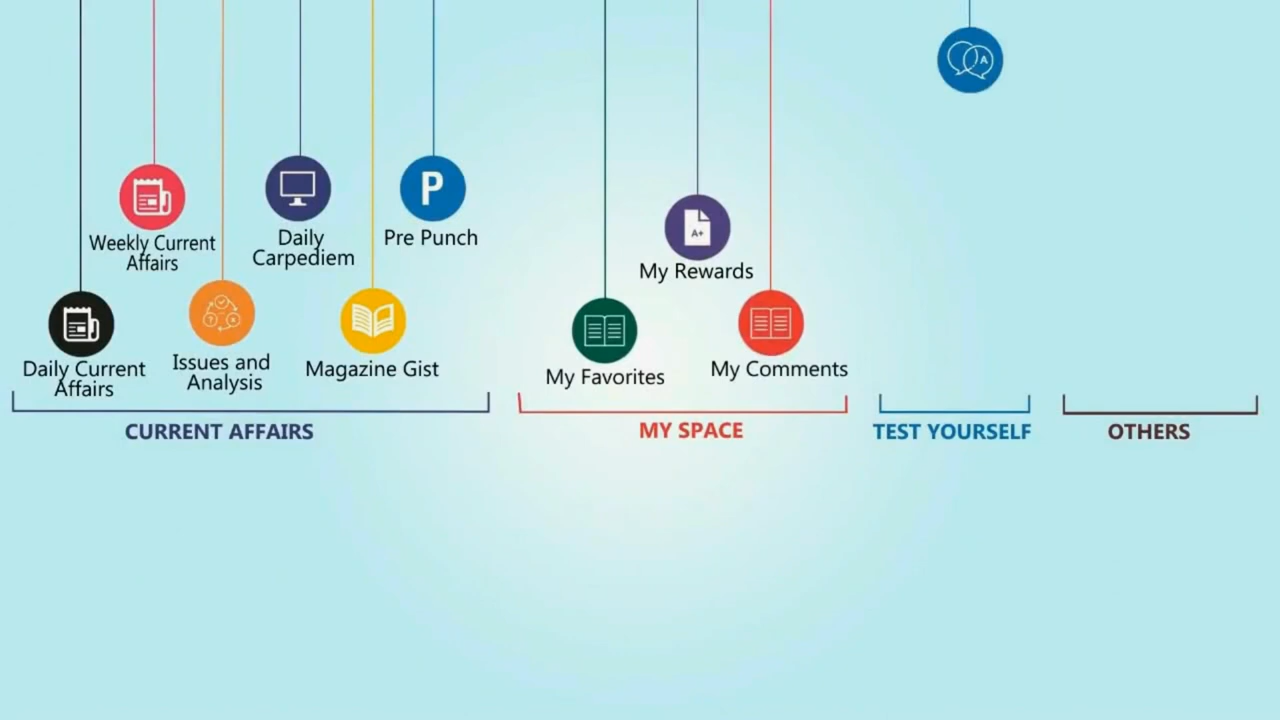 Weekly Current
Affairs
Daily
Carpediem
P
Pre Punch
Daily Current
Affairs
Issues and
Analysis
Magazine Gist
A+
My Rewards
My Favorites
My Comments
A
CURRENT AFFAIRS
MY SPACE
TEST YOURSELF
OTHERS